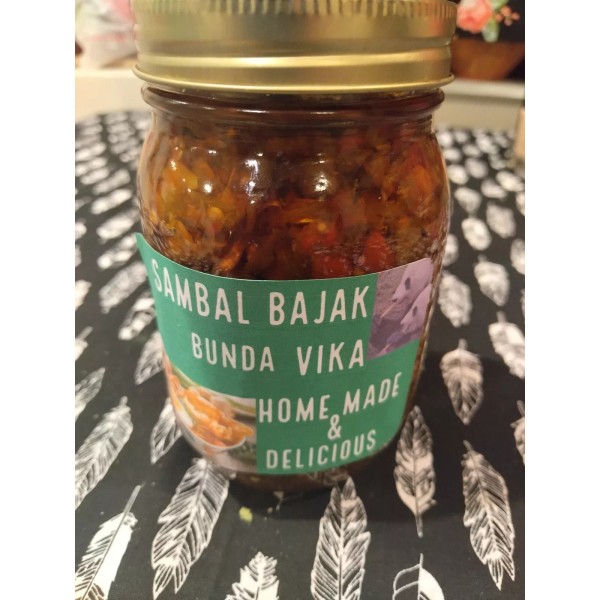 SAMBAL BAJAK
BUNDA VIKA
HOME MADE
&
DELICIOUS